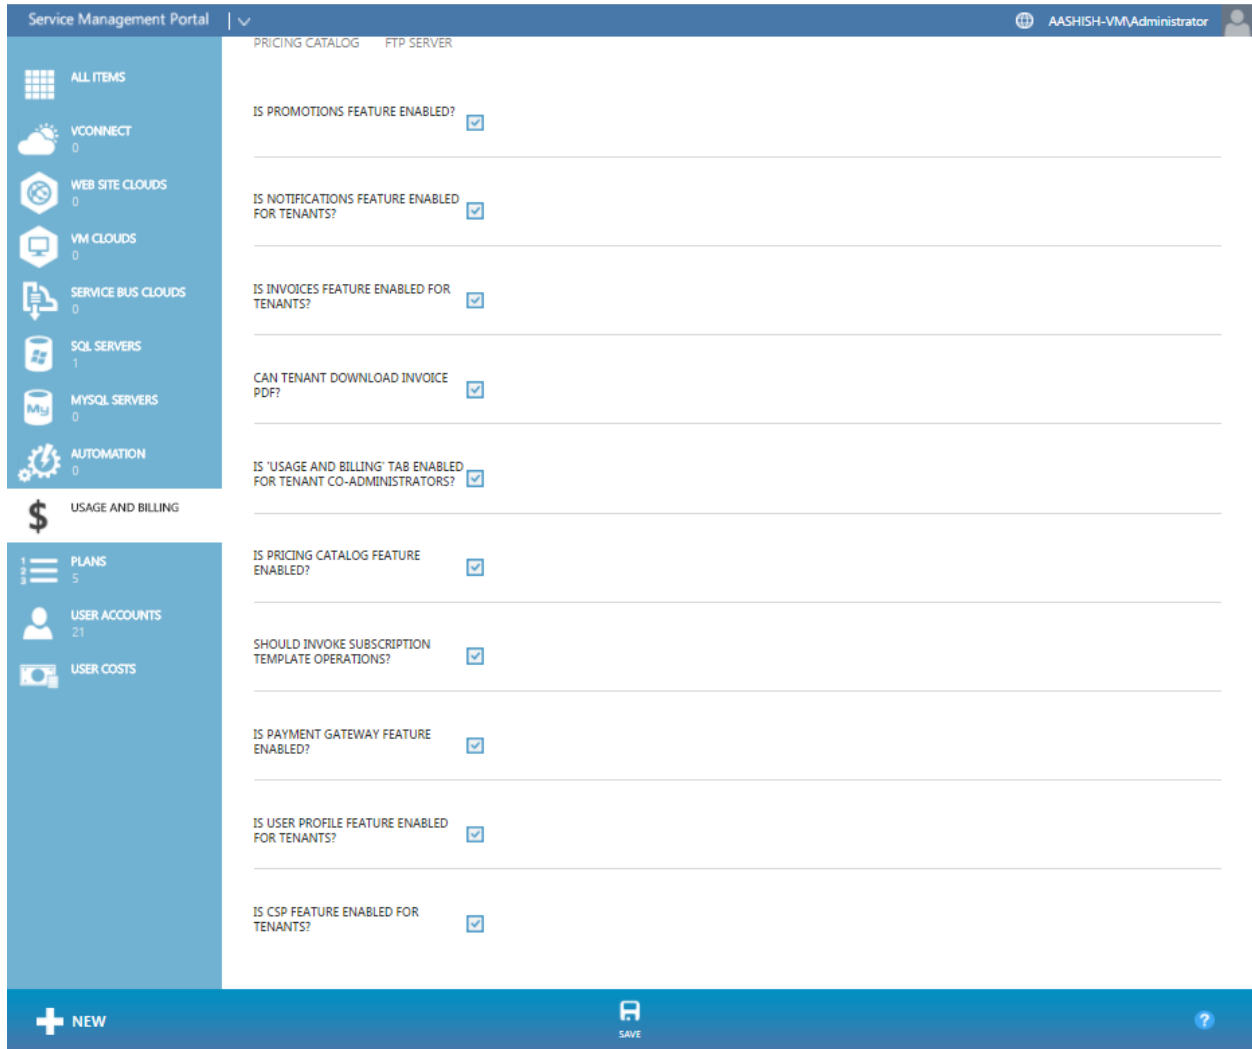 Service Management Portal
AASHISH-VM\Administrator
PRICING CATALOG FTP SERVER
ALL ITEMS
VCONNECT
0
WEB SITE CLOUDS
0
VM CLOUDS
0
SERVICE BUS CLOUDS
0
SQL SERVERS
1
My
MYSQL SERVERS
0
AUTOMATION
0
$
USAGE AND BILLING
1
2
3
PLANS
5
USER ACCOUNTS
21
USER COSTS
IS PROMOTIONS FEATURE ENABLED?
IS NOTIFICATIONS FEATURE ENABLED
FOR TENANTS?
IS INVOICES FEATURE ENABLED FOR
TENANTS?
CAN TENANT DOWNLOAD INVOICE
PDF?
IS 'USAGE AND BILLING' TAB ENABLED
FOR TENANT CO-ADMINISTRATORS?
IS PRICING CATALOG FEATURE
ENABLED?
SHOULD INVOKE SUBSCRIPTION
TEMPLATE OPERATIONS?
IS PAYMENT GATEWAY FEATURE
ENABLED?
IS USER PROFILE FEATURE ENABLED
FOR TENANTS?
IS CSP FEATURE ENABLED FOR
TENANTS?
NEW
SAVE
?